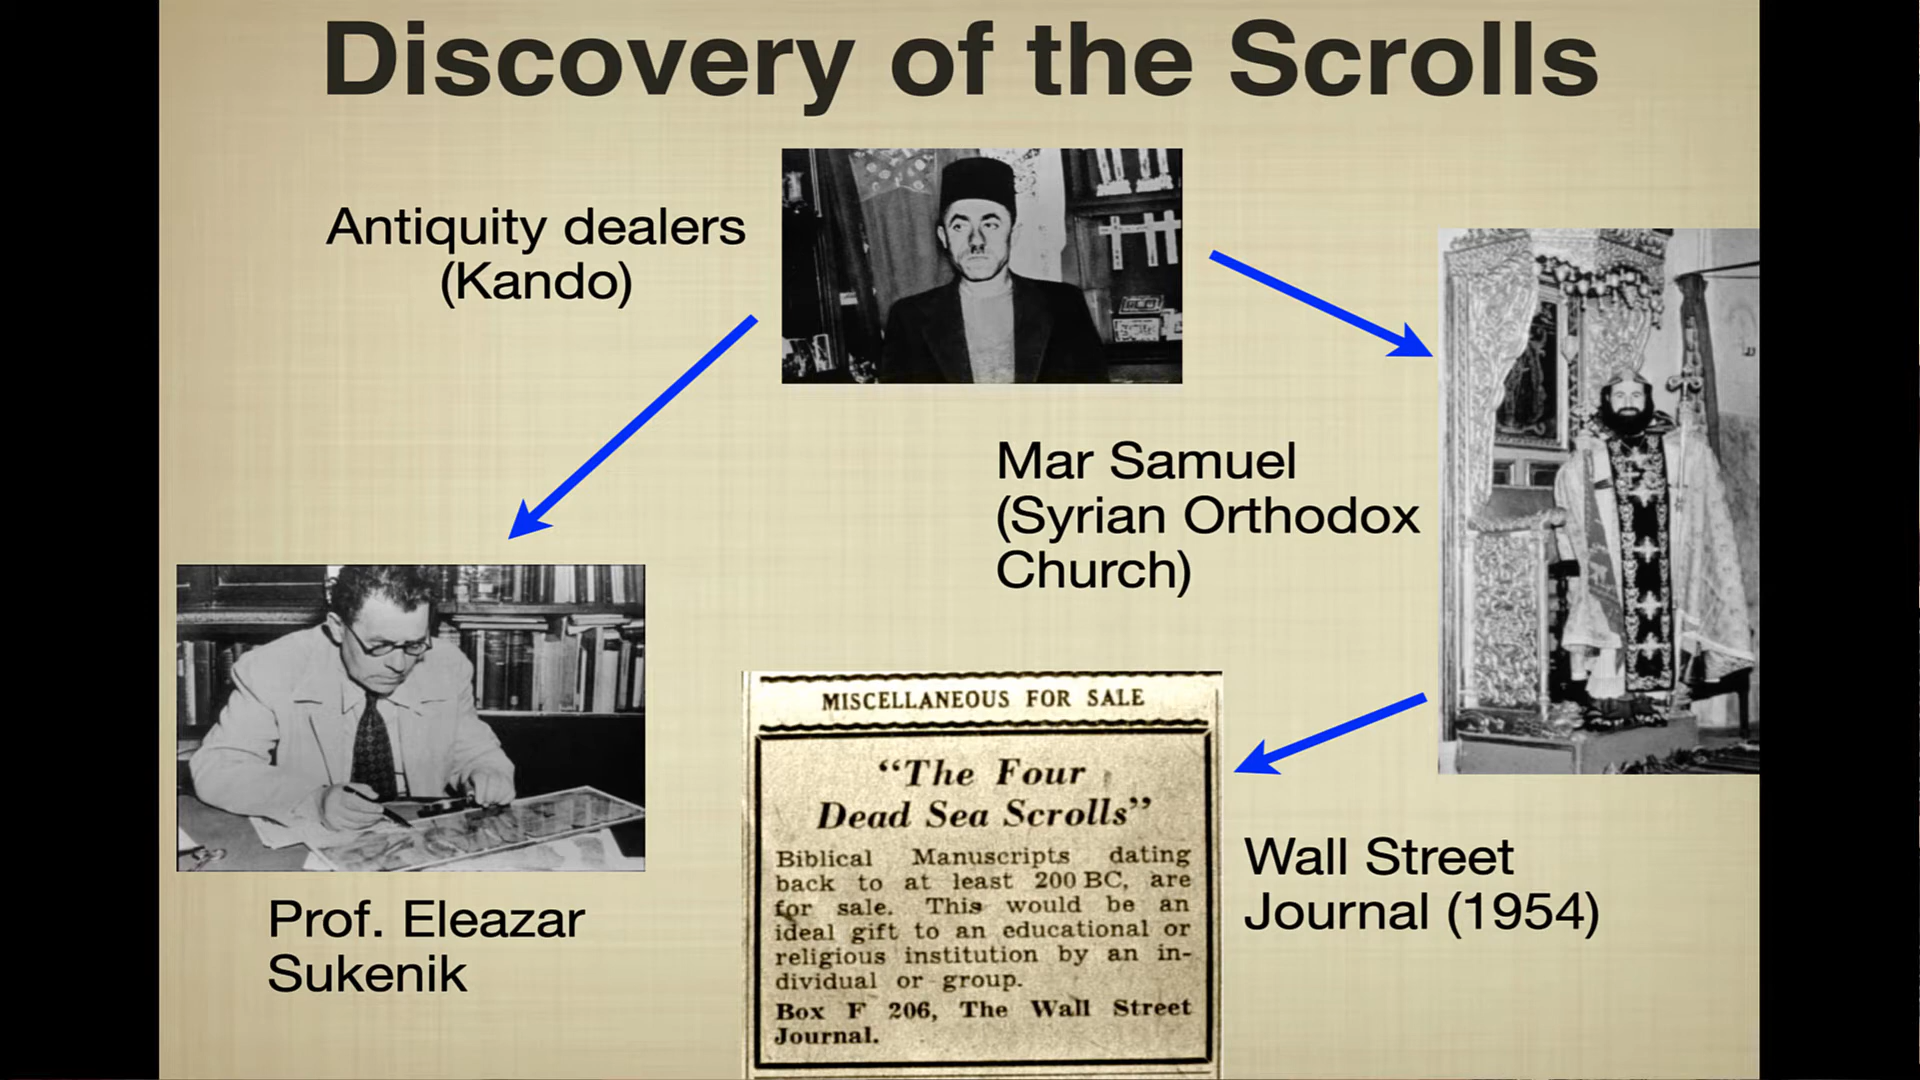 Discovery of the Scrolls
Antiquity dealers
(Kando)
Mar Samuel
(Syrian Orthodox
Church)
Prof. Eleazar
Sukenik
MISCELLANEOUS FOR SALE
“The Four
Dead Sea Scrolls”
Biblical Manuscripts dating
back to at least 200 BC, are
for sale. This would be an
ideal gift to an educational or
religious institution by an in-
dividual or group.
Box F 206, The Wall Street
Journal.
Wall Street
Journal (1954)